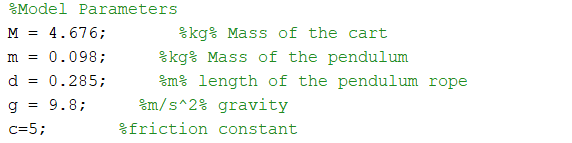 %Model Parameters
M = 4.676; %kg% Mass of the cart
m = 0.098; %kg% Mass of the pendulum
d = 0.285; %m% length of the pendulum rope
g = 9.8; %m/s^2% gravity
c=5; %friction constant